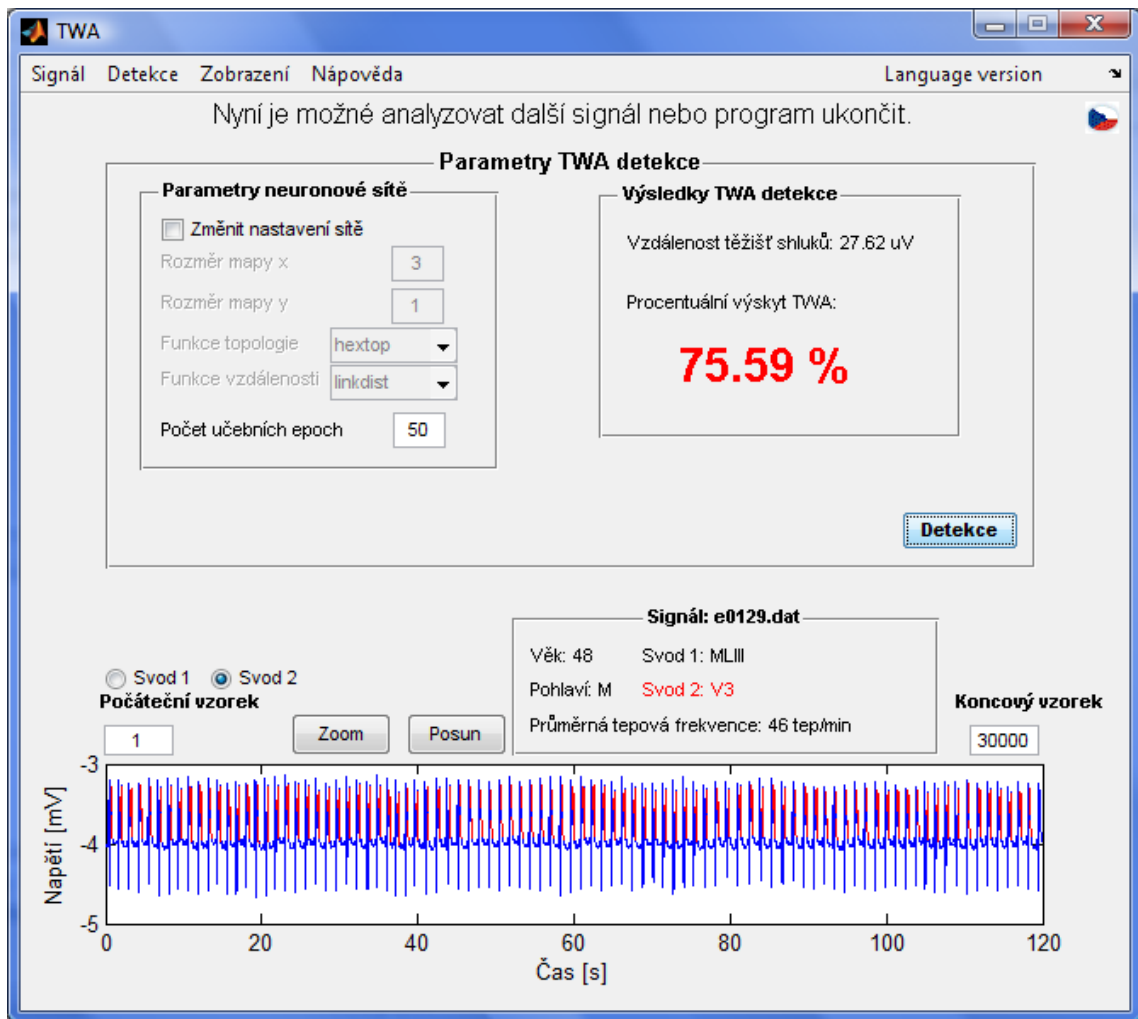 TWA
Signál Detekce Zobrazení Nápověda Language version
Nyní je možné analyzovat další signál nebo program ukončit.
Parametry TWA detekce
Parametry neuronové sítě
Změnit nastavení sítě
Rozměr mapy x 3
Rozměr mapy y 1
Funkce topologie hextop
Funkce vzdálenosti linkdist
Počet učebních epoch 50
Výsledky TWA detekce
Vzdálenost těžišť shluků: 27.62 uV
Procentuální výskyt TWA:
75.59 %
Detekce
Signál: e0129.dat
Věk: 48 Svod 1: MLIII
Pohlaví: M Svod 2: V3
Průměrná tepová frekvence: 46 tep/min
Svod 1 Svod 2
Počáteční vzorek
1
Zoom Posun
Koncový vzorek
30000
-3
-4
-5
Napětí [mV]
0 20 40 60 80 100 120
Čas [s]